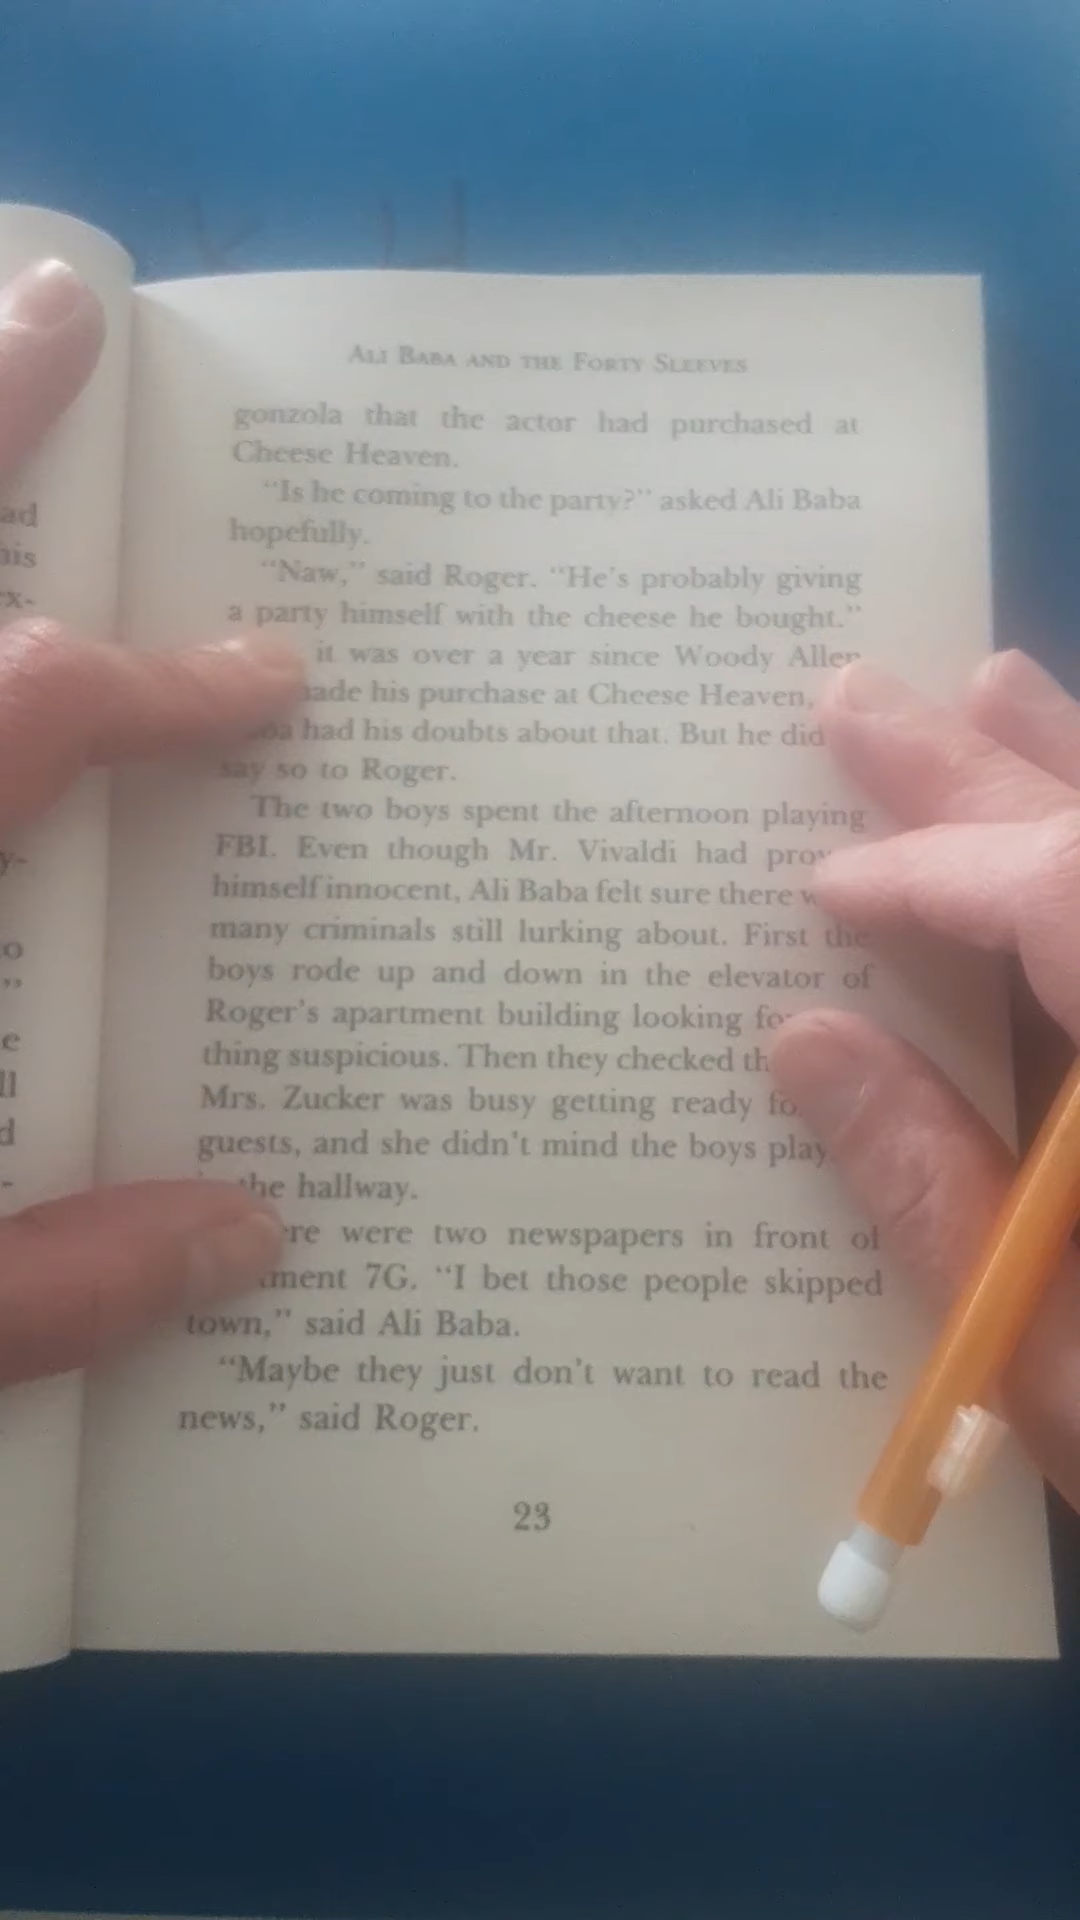 ALI BABA AND THE FORTY SLEEVES
gonzola that the actor had purchased at
Cheese Heaven.
"Is he coming to the party?" asked Ali Baba
hopefully.
"Naw," said Roger. "He's probably giving
a party himself with the cheese he bought."
it was over a year since Woody Allen
his purchase at Cheese Heaven,
had his doubts about that. But he did
say so to Roger.
The two boys spent the afternoon playing
FBI. Even though Mr. Vivaldi had
himself innocent, Ali Baba felt sure there
many criminals still lurking about. First the
boys rode up and down in the elevator of
Roger's apartment building looking
thing suspicious. Then they checked
Mrs. Zucker was busy getting ready
guests, and she didn't mind the boys
the hallway.
were two newspapers in front of
7G. "I bet those people skipped
town," said Ali Baba.
"Maybe they just don't want to read the
news," said Roger.
23